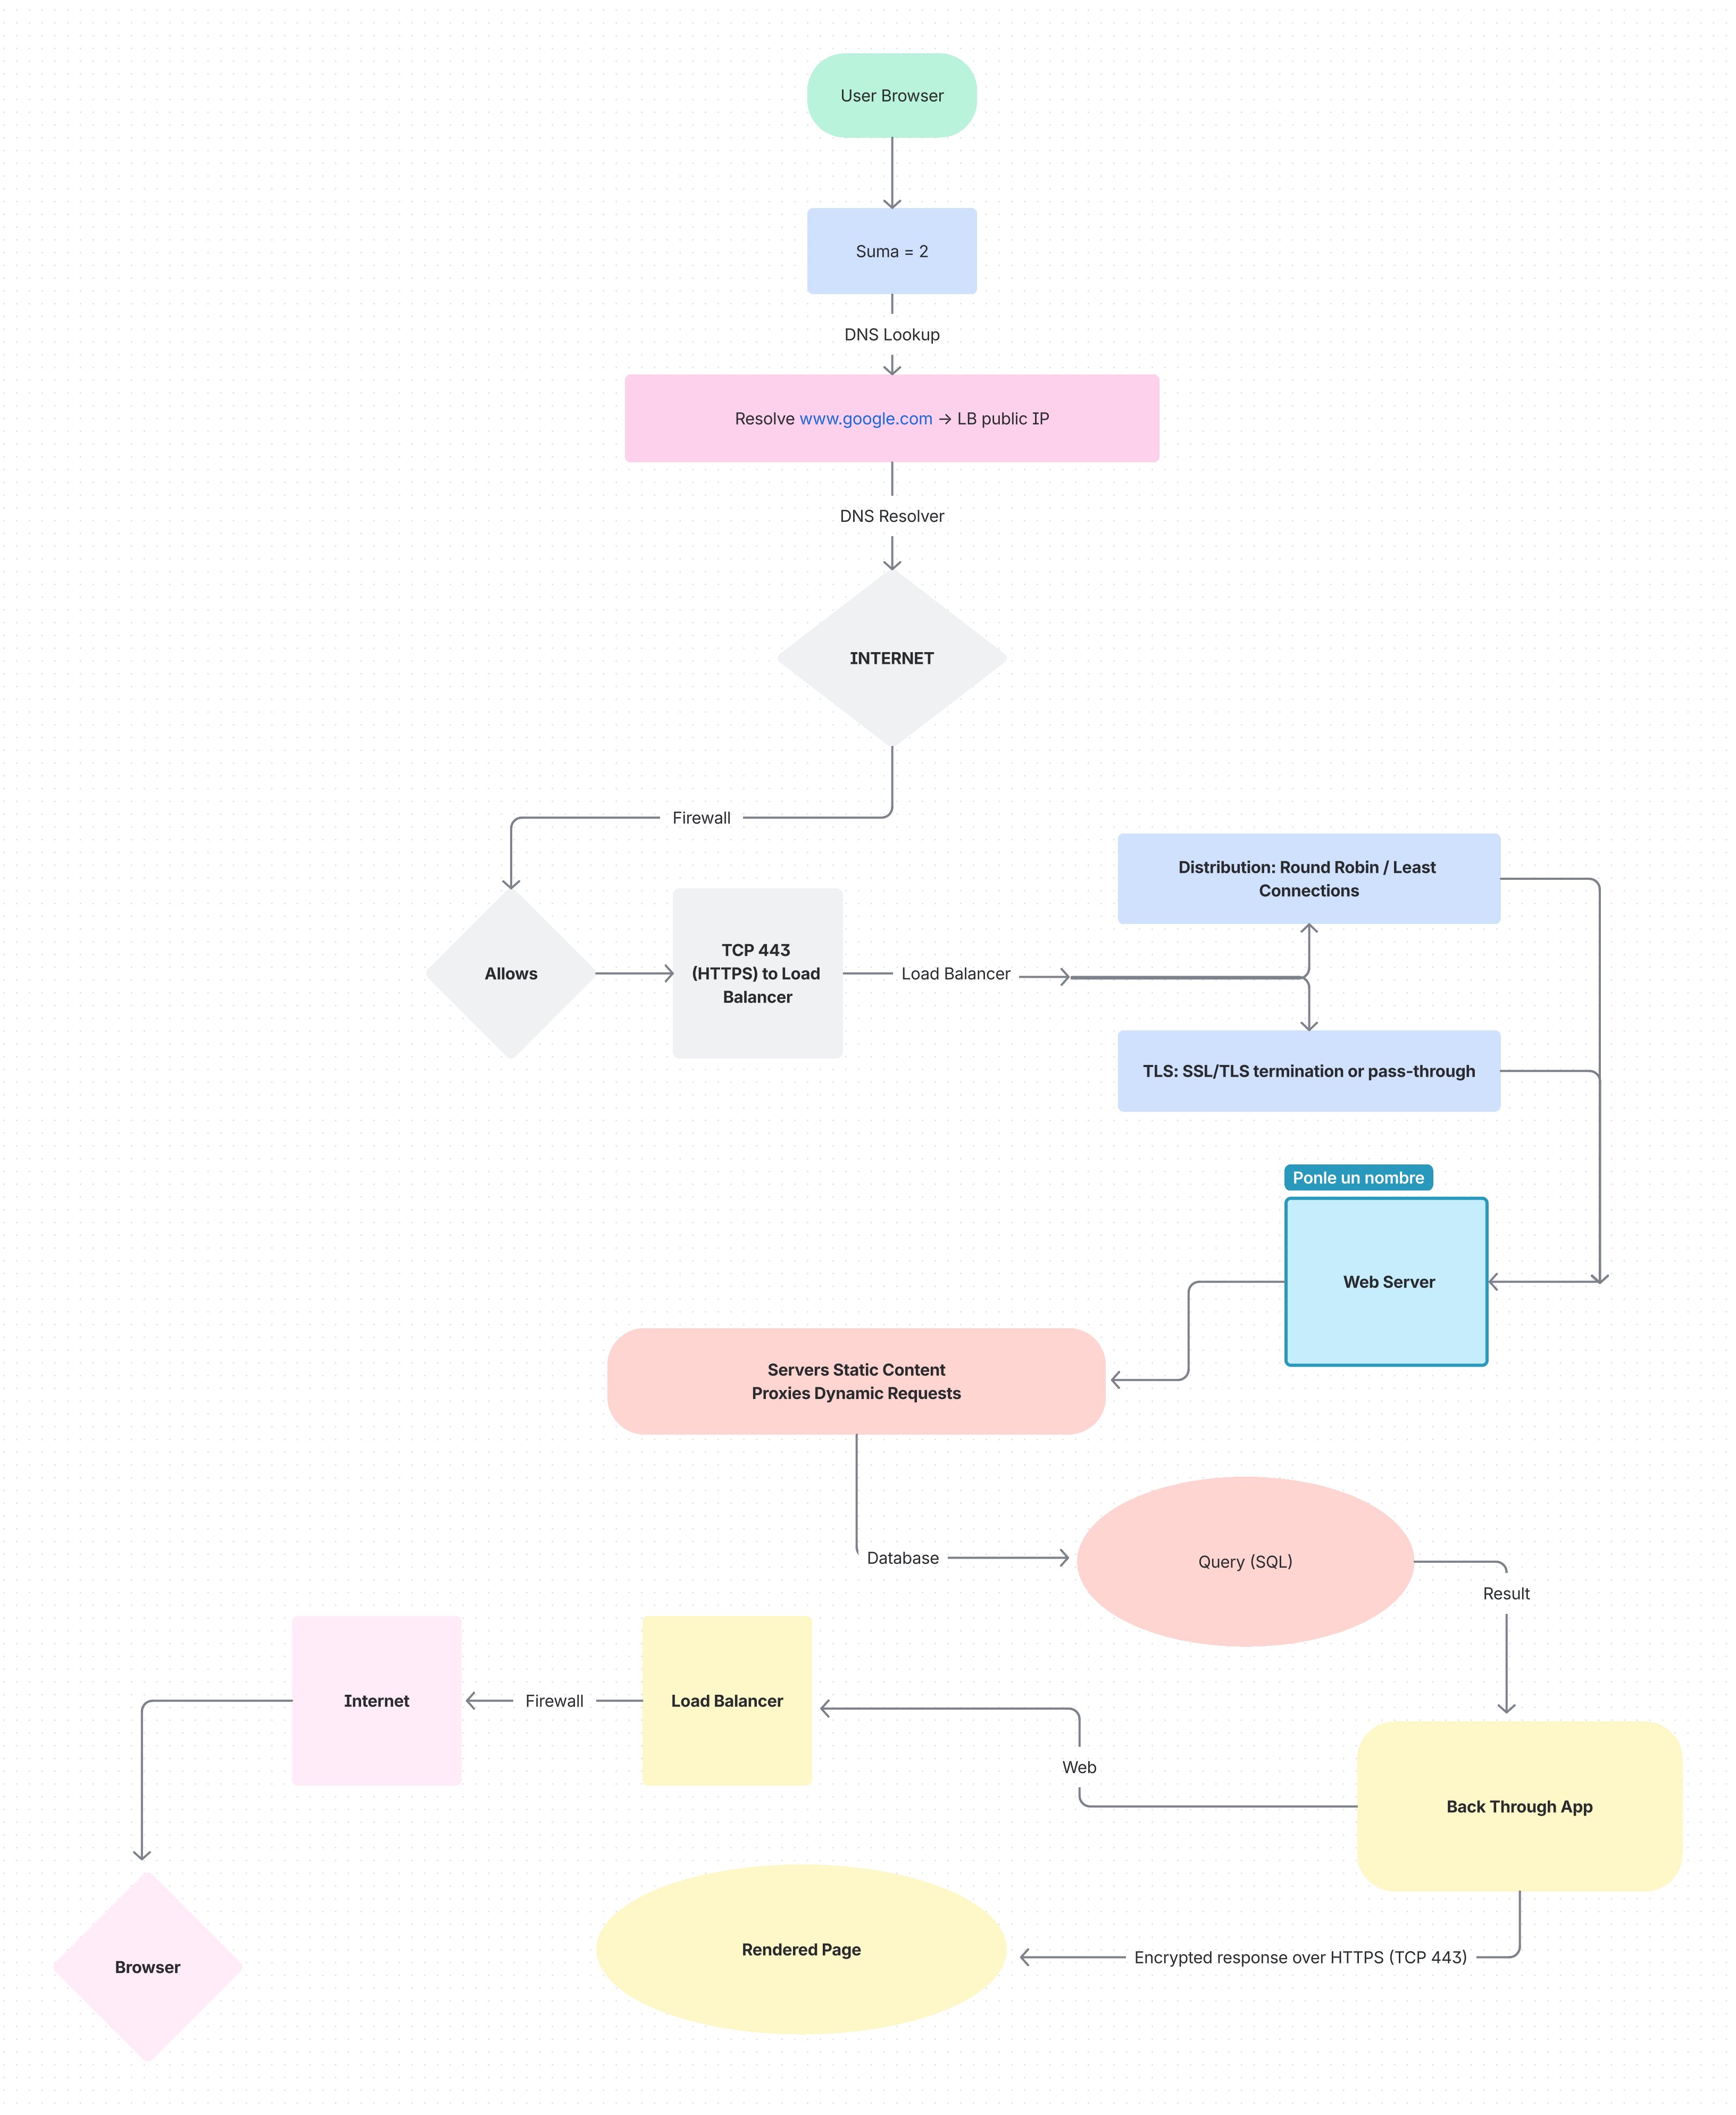 User Browser
Suma = 2
DNS Lookup
Resolve www.google.com → LB public IP
DNS Resolver
INTERNET
Firewall
Distribution: Round Robin / Least
Connections
Allows
TCP 443
(HTTPS) to Load
Balancer
Load Balancer
TLS: SSL/TLS termination or pass-through
Ponle un nombre
Web Server
Servers Static Content
Proxies Dynamic Requests
Database
Query (SQL)
Result
Internet
Firewall
Load Balancer
Web
Back Through App
Browser
Rendered Page
Encrypted response over HTTPS (TCP 443)